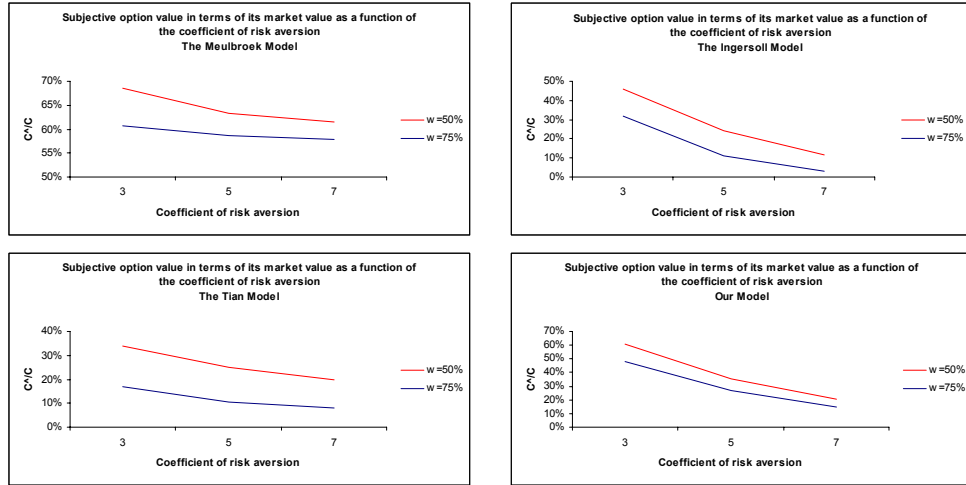 Subjective option value in terms of its market value as a function of
the coefficient of risk aversion
The Meulbroek Model
70%
65%
60%
55%
50%
C^/C
3 5 7
Coefficient of risk aversion
w=50%
w=75%
Subjective option value in terms of its market value as a function of
the coefficient of risk aversion
The Ingersoll Model
50%
40%
30%
20%
10%
0%
C^/C
3 5 7
Coefficient of risk aversion
w=50%
w=75%
Subjective option value in terms of its market value as a function of
the coefficient of risk aversion
The Tian Model
40%
30%
20%
10%
0%
C^/C
3 5 7
Coefficient of risk aversion
w=50%
w=75%
Subjective option value in terms of its market value as a function of
the coefficient of risk aversion
Our Model
70%
60%
50%
40%
30%
20%
10%
0%
C^/C
3 5 7
Coefficient of risk aversion
w=50%
w=75%